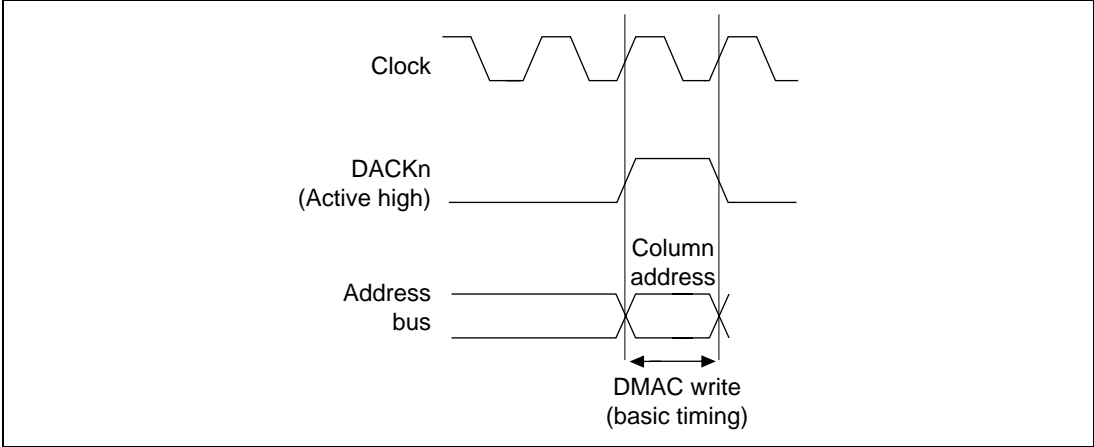 Clock
DACKn
(Active high)
Column
address
Address
bus
DMAC write
(basic timing)